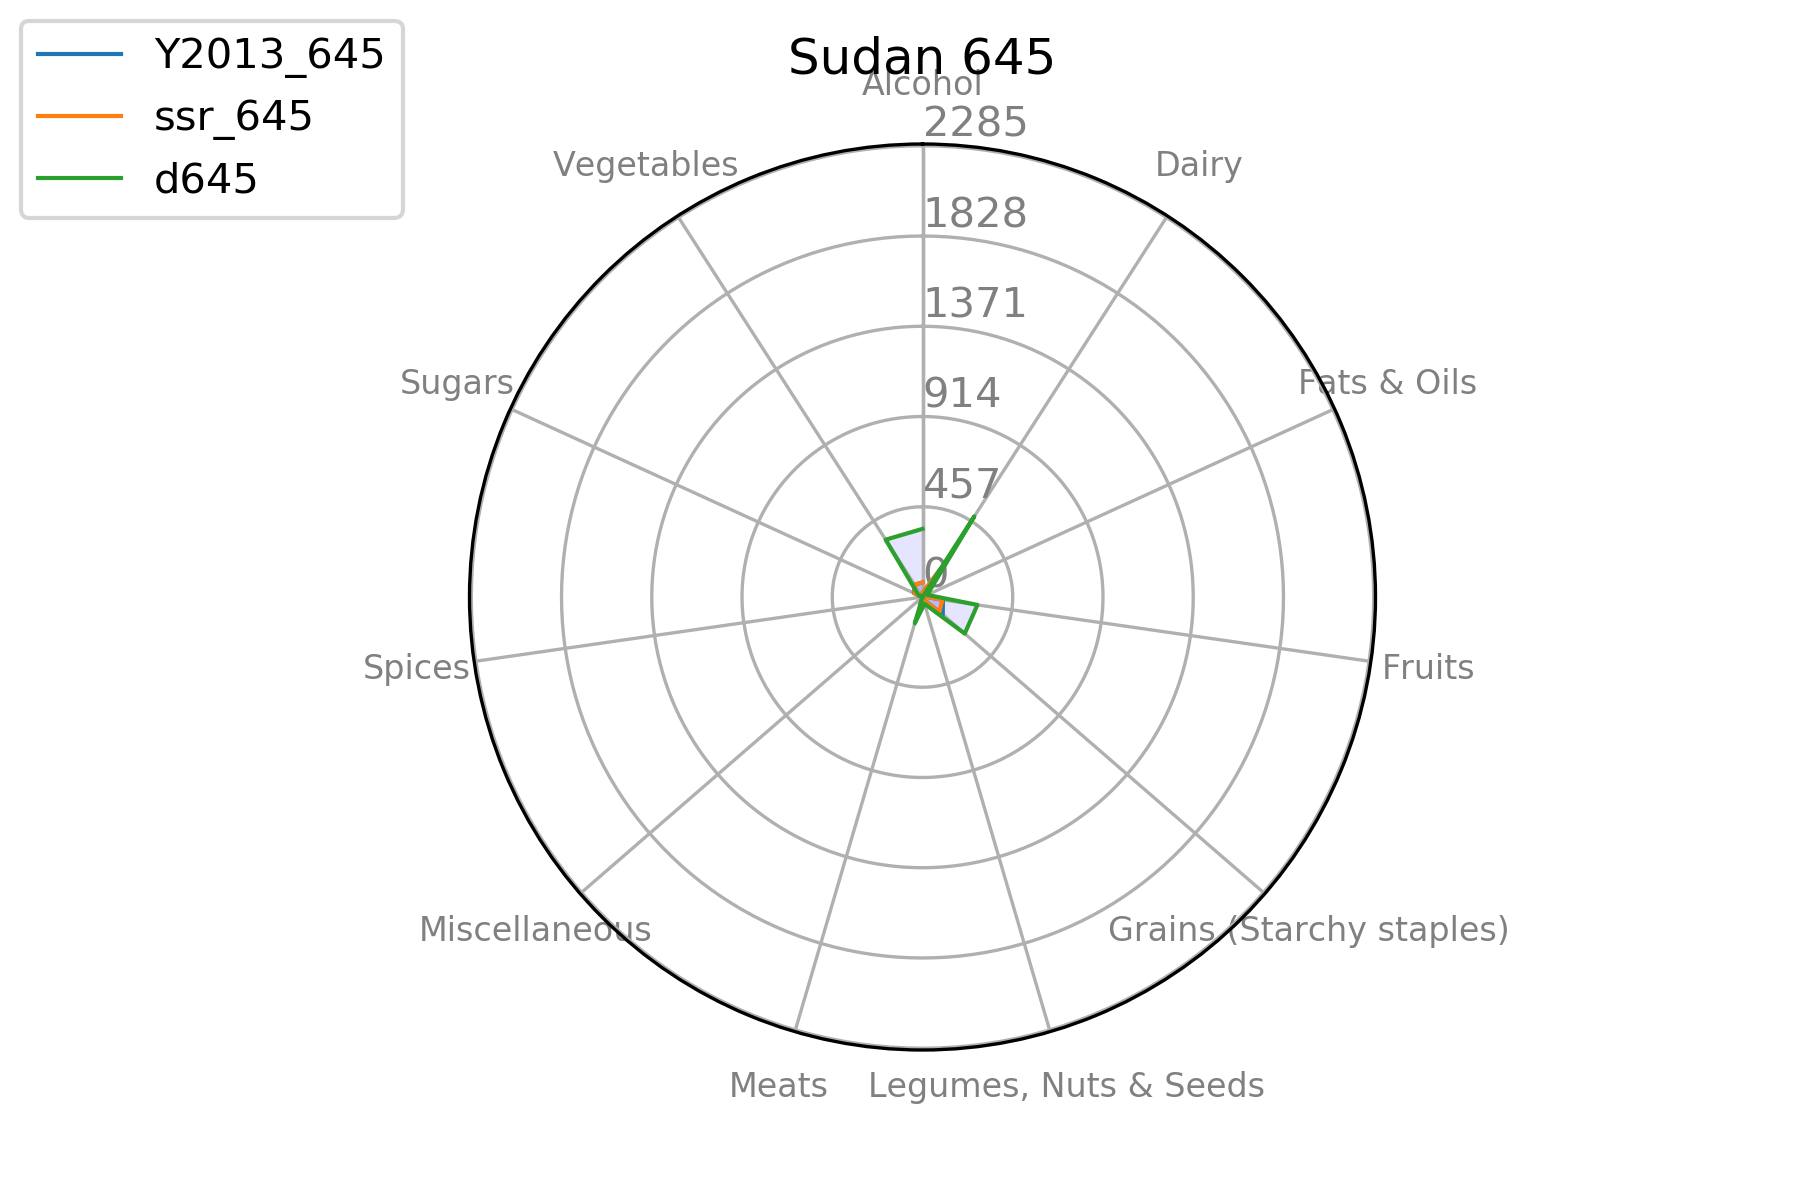 Y2013_645
ssr_645
d645
Sudan 645
Alcohol
2285
Vegetables
Dairy
1828
1371
Sugars
Fats & Oils
914
457
0
Spices
Fruits
Miscellaneous
Grains (Starchy staples)
Meats
Legumes, Nuts & Seeds